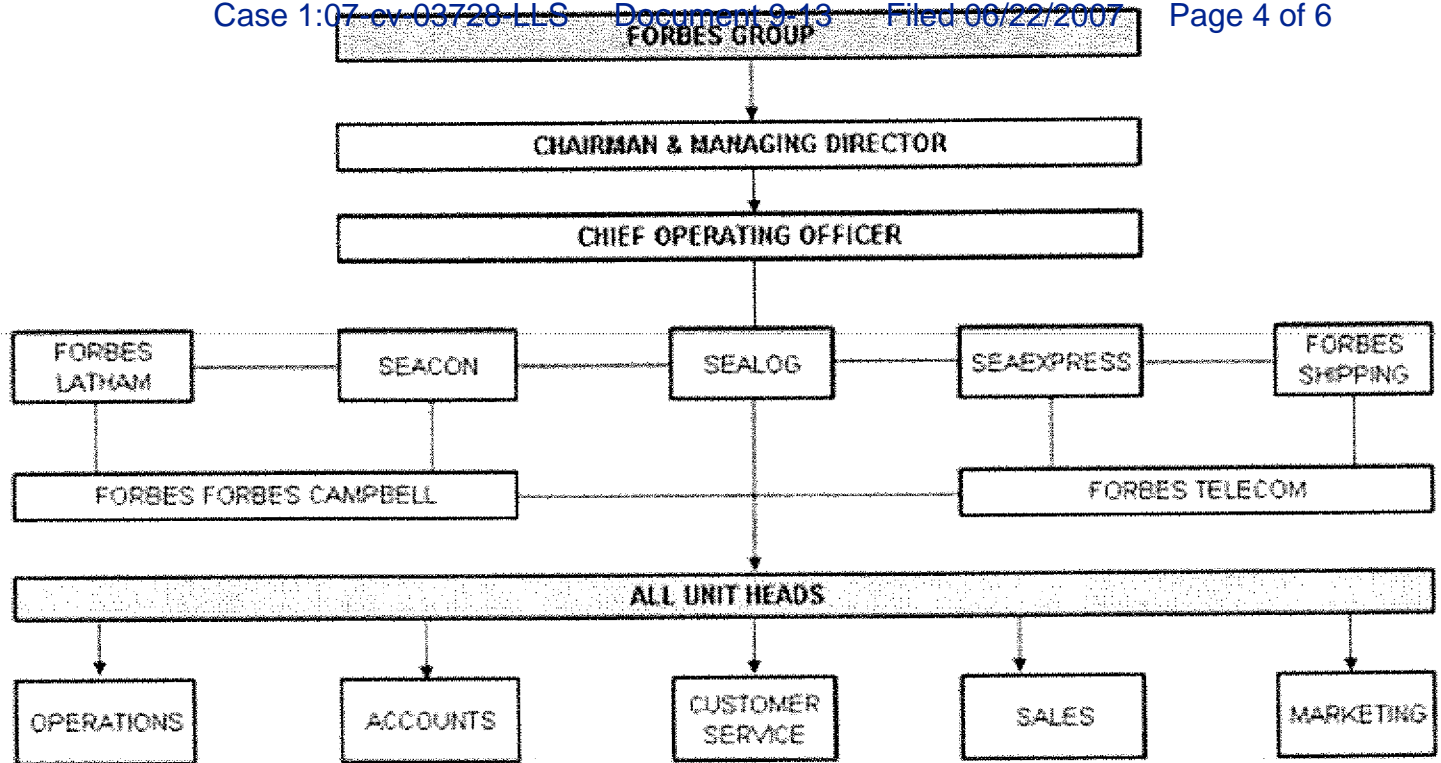 Case 1:07-cv-03728-LLS Document 9-13 Filed 06/22/2007 Page 4 of 6
FORBES GROUP
CHAIRMAN & MANAGING DIRECTOR
CHIEF OPERATING OFFICER
FORBES
LATHAM
SEACON
SEALOG
SEAEXPRESS
FORBES
SHIPPING
FORBES FORBES CAMPBELL
FORBES TELECOM
ALL UNIT HEADS
OPERATIONS
ACCOUNTS
CUSTOMER
SERVICE
SALES
MARKETING